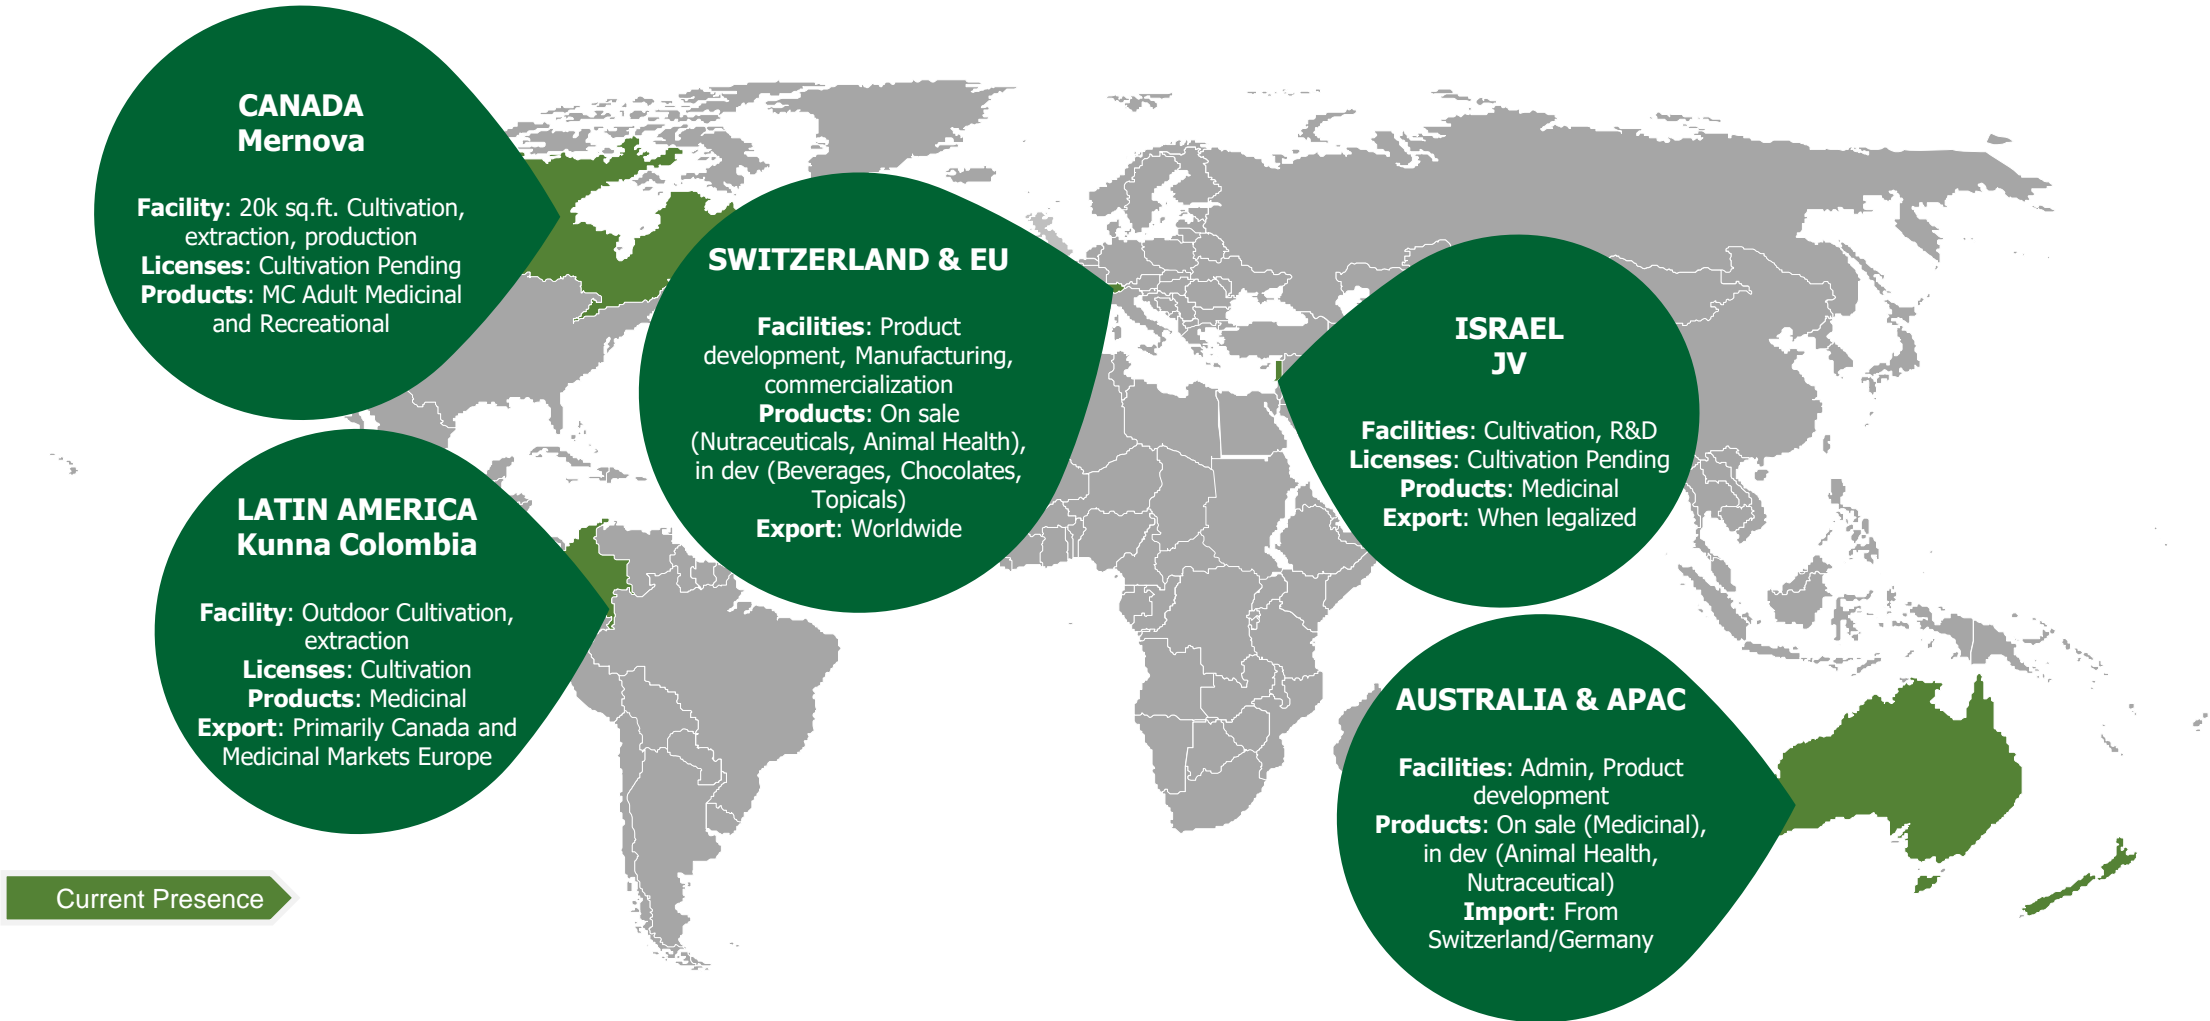 CANADA
Mernova
Facility: 20k sq.ft. Cultivation,
extraction, production
Licenses: Cultivation Pending
Products: MC Adult Medicinal
and Recreational
SWITZERLAND & EU
Facilities: Product
development, Manufacturing,
commercialization
Products: On sale
(Nutraceuticals, Animal Health),
in dev (Beverages, Chocolates,
Topicals)
Export: Worldwide
ISRAEL
JV
Facilities: Cultivation, R&D
Licenses: Cultivation Pending
Products: Medicinal
Export: When legalized
LATIN AMERICA
Kunna Colombia
Facility: Outdoor Cultivation,
extraction
Licenses: Cultivation
Products: Medicinal
Export: Primarily Canada and
Medicinal Markets Europe
AUSTRALIA & APAC
Facilities: Admin, Product
development
Products: On sale (Medicinal),
in dev (Animal Health,
Nutraceutical)
Import: From
Switzerland/Germany
Current Presence